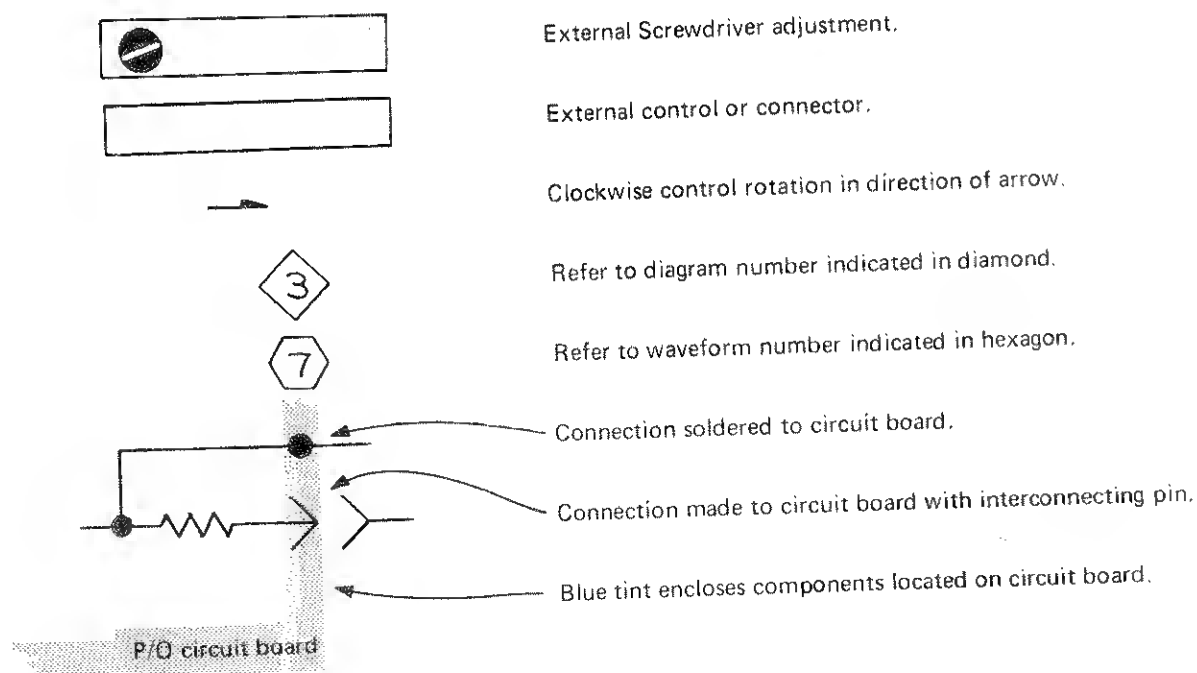 External Screwdriver adjustment.
External control or connector.
Clockwise control rotation in direction of arrow.
3
Refer to diagram number indicated in diamond.
7
Refer to waveform number indicated in hexagon.
Connection soldered to circuit board.
Connection made to circuit board with interconnecting pin.
Blue tint encloses components located on circuit board.
P/O circuit board